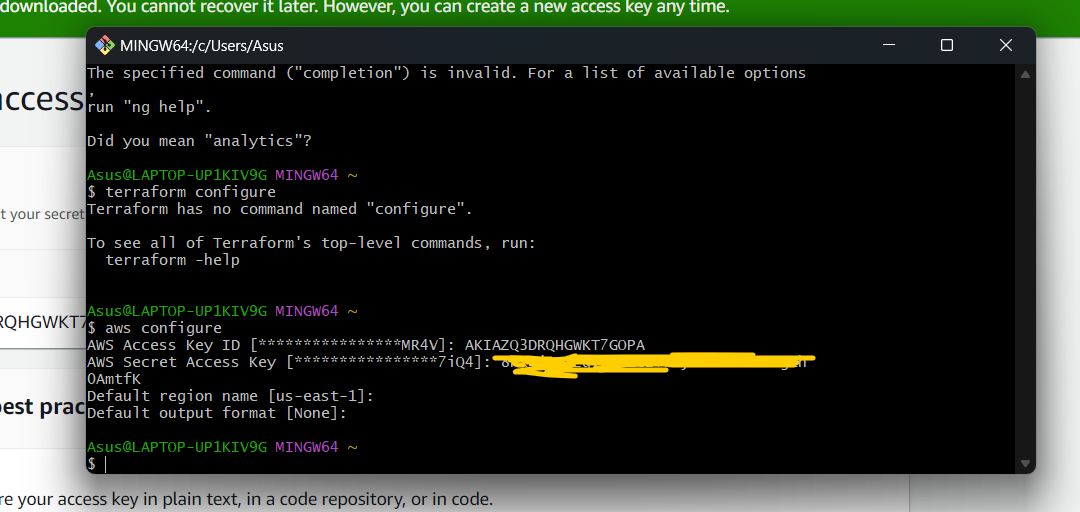 downloaded. You cannot recover it later. However, you can create a new access key any time.
MINGW64:/c/Users/Asus
The specified command ("completion") is invalid. For a list of available options
,
run "ng help".
access
Did you mean "analytics"?
Asus@LAPTOP-UP1KIV9G MINGW64 ~
$ terraform configure
Terraform has no command named "configure".
t your secret
To see all of Terraform's top-level commands, run:
terraform -help
Asus@LAPTOP-UP1KIV9G MINGW64 ~
RQHGWKT7
$ aws configure
AWS Access Key ID [****************MR4V]: AKIAZQ3DRQHGWKT7GOPA
AWS Secret Access Key [****************7iQ4]:
0AmtfK
Default region name [us-east-1]:
est prac
Default output format [None]:
Asus@LAPTOP-UP1KIV9G MINGW64 ~
$
re your access key in plain text, in a code repository, or in code.